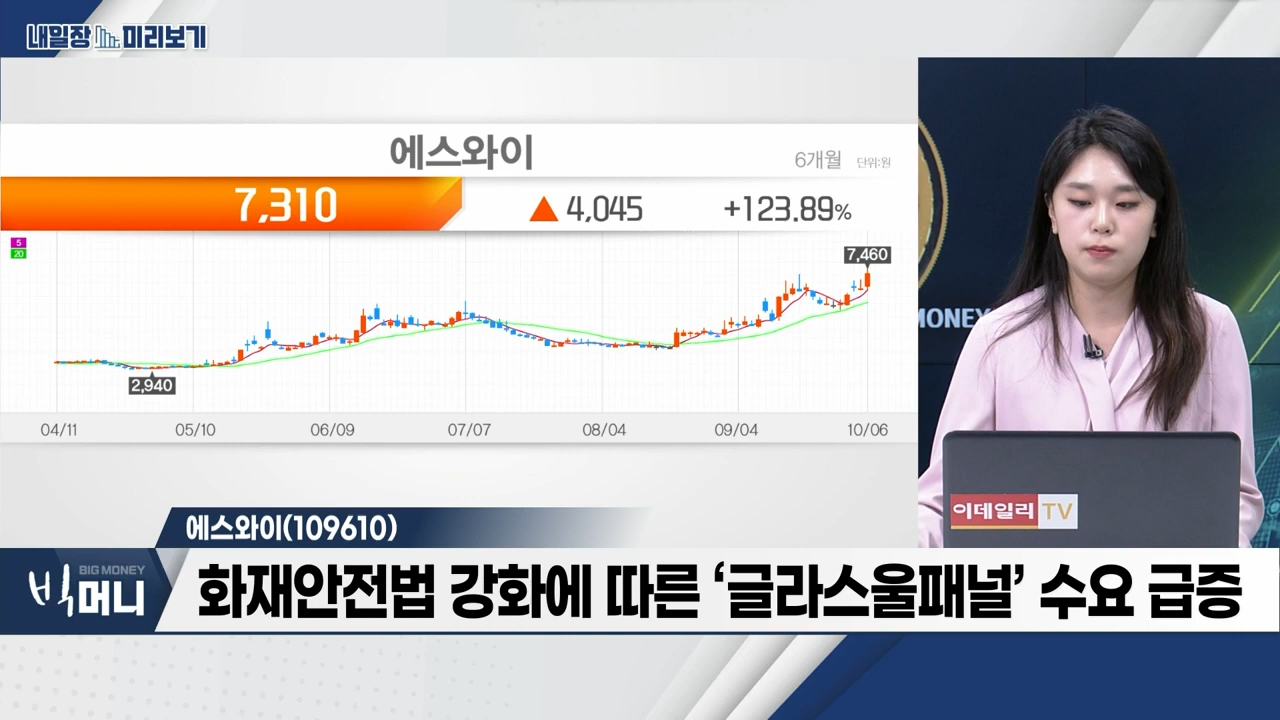 내일장 미리보기
에스와이
6개월 단위:원
7,310 ▲ 4,045 +123.89%
5
20
7,460
2,940
04/11 05/10 06/09 07/07 08/04 09/04 10/06
MONEY
이데일리 TV
에스와이(109610)
BIG MONEY
빅머니
화재안전법 강화에 따른 ‘글라스울패널’ 수요 급증